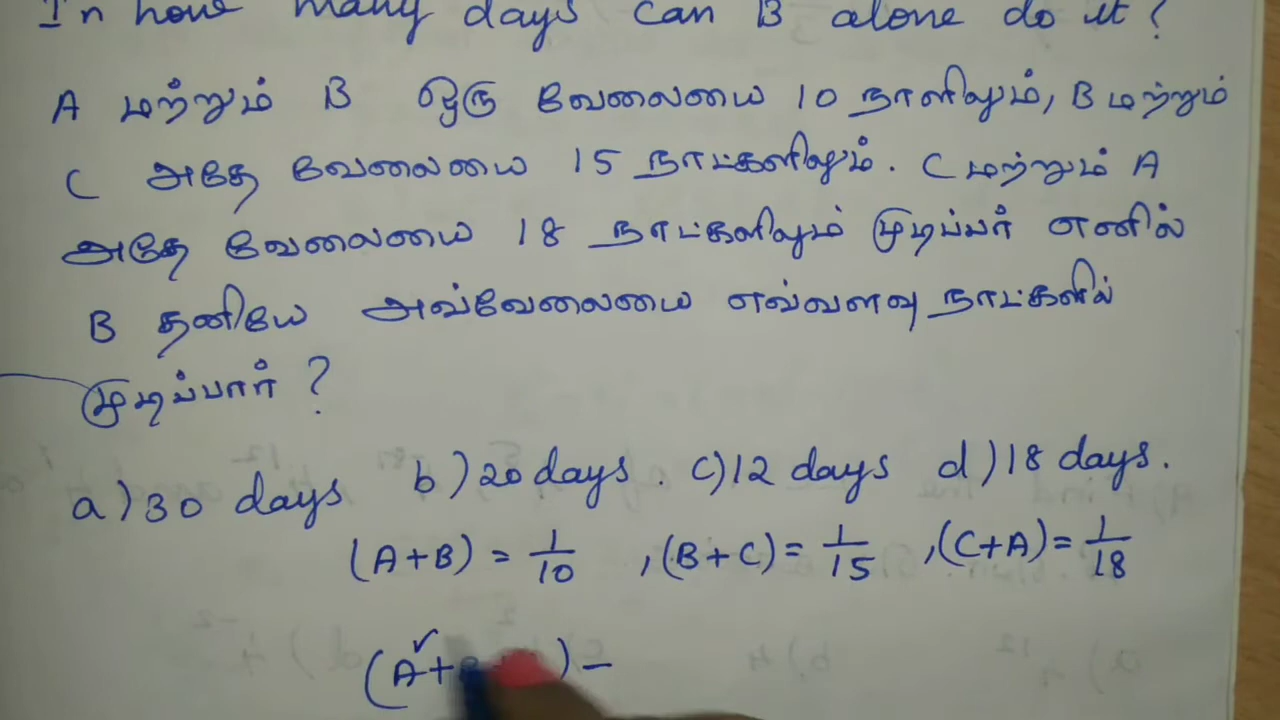 In how many days can B alone do it?
A மற்றும் B ஒரு வேலையை 10 நாளிலும், B மற்றும்
C அதே வேலையை 15 நாட்களிலும். C மற்றும் A
அதே வேலையை 18 நாட்களிலும் முடிப்பர் எனில்
B தனியே அவ்வேலையை எவ்வளவு நாட்களில்
முடிப்பார்?
a) 30 days b) 20 days. c) 12 days d) 18 days.
(A+B) = 1/10 , (B+C) = 1/15 , (C+A) = 1/18
(A+ ) -